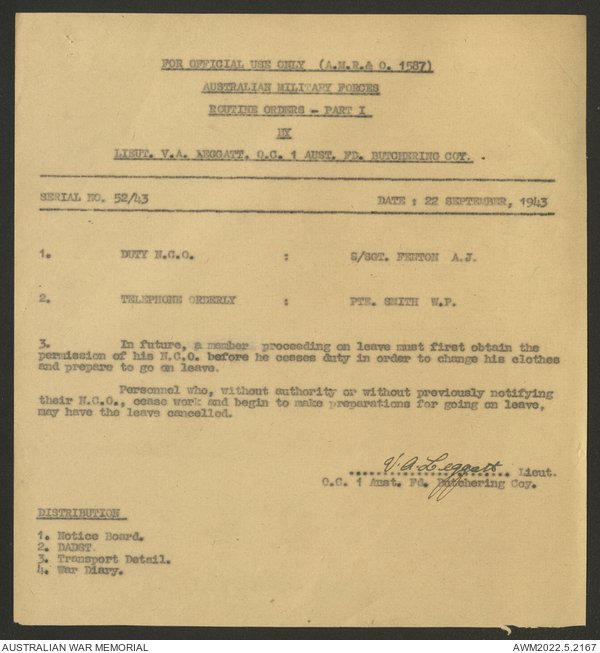 FOR OFFICIAL USE ONLY (A.M.R.& O. 1587)
AUSTRALIAN MILITARY FORCES
ROUTINE ORDERS - PART I
BY
LIEUT. V.A. LEGGATT. O.C. 1 AUST. FD. BUTCHERING COY.
SERIAL NO. 52/43 DATE : 22 SEPTEMBER, 1943
1. DUTY N.C.O. : S/SGT. FENTON A.J.
2. TELEPHONE ORDERLY : PTE. SMITH W.P.
3. In future, a member proceeding on leave must first obtain the
permission of his N.C.O. before he cesses duty in order to change his clothes
and prepare to go on leave.
Personnel who, without authority or without previously notifying
their N.C.O., cease work and begin to make preparations for going on leave,
may have the leave cancelled.
V.A. Leggatt Lieut.
O.C. 1 Aust. Fd. Butchering Coy.
DISTRIBUTION
1. Notice Board.
2. DADST.
3. Transport Detail.
4. War Diary.
AUSTRALIAN WAR MEMORIAL AWM2022.5.2167